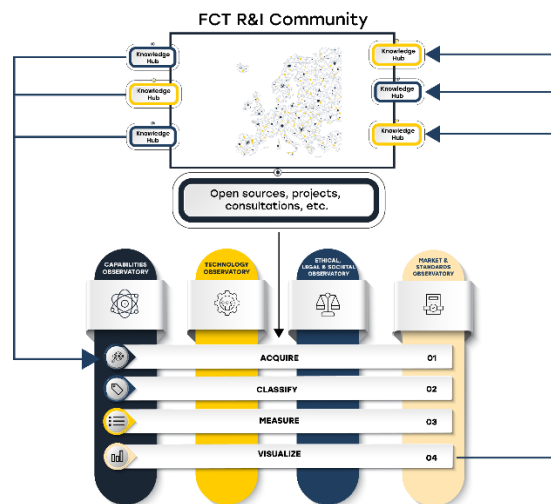 FCT R&I Community
Knowledge
Hub
Knowledge
Hub
Knowledge
Hub
Knowledge
Hub
Knowledge
Hub
Knowledge
Hub
Open sources, projects,
consultations, etc.
CAPABILITIES
OBSERVATORY
TECHNOLOGY
OBSERVATORY
ETHICAL,
LEGAL & SOCIETAL
OBSERVATORY
MARKET &
STANDARDS
OBSERVATORY
ACQUIRE 01
CLASSIFY 02
MEASURE 03
VISUALIZE 04